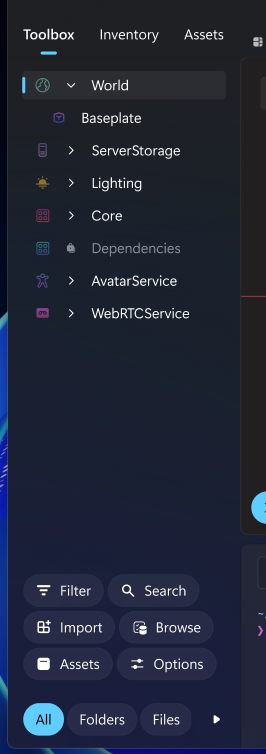 Toolbox Inventory Assets
World
Baseplate
ServerStorage
Lighting
Core
Dependencies
AvatarService
WebRTCService
Filter Search
Import Browse
Assets Options
All Folders Files